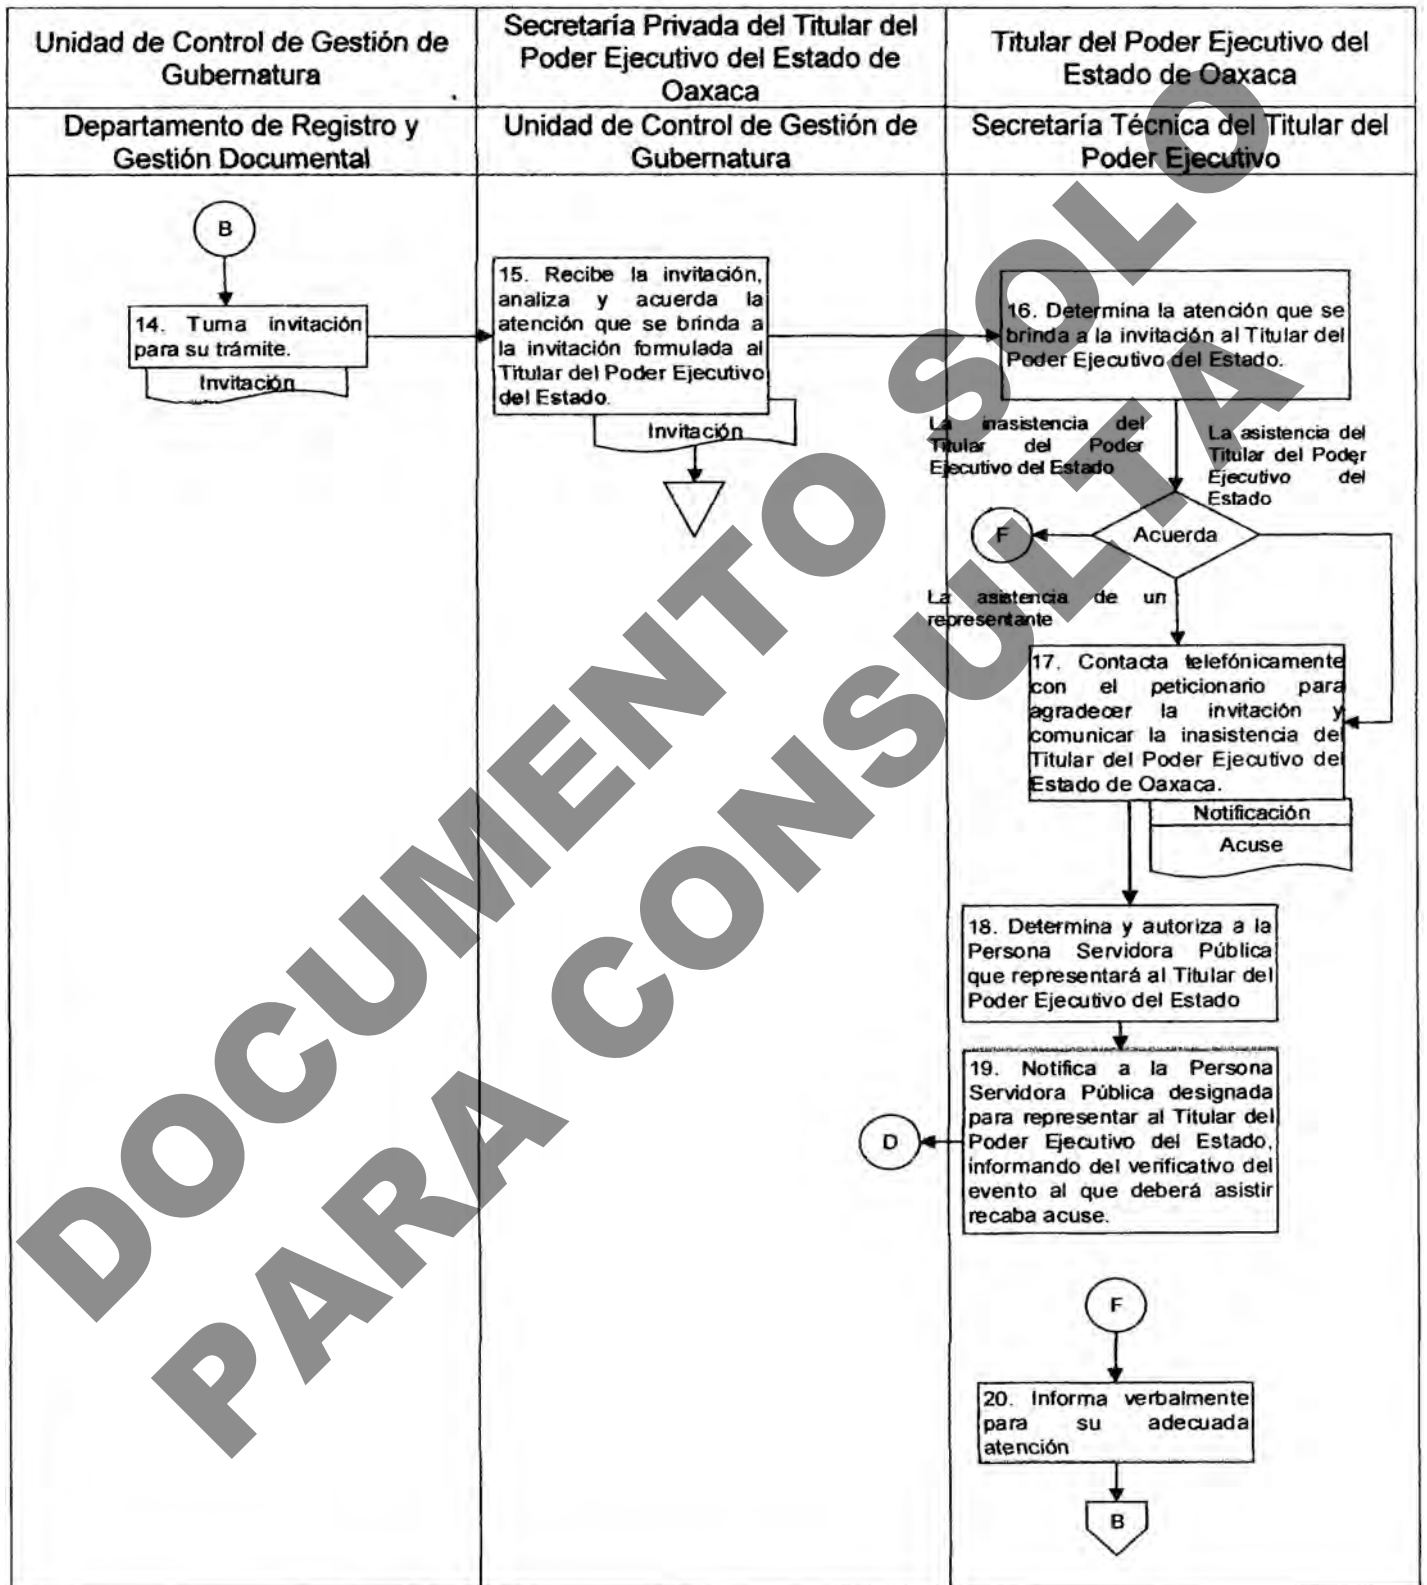 Unidad de Control de Gestión de
Gubernatura
Secretaría Privada del Titular del
Poder Ejecutivo del Estado de
Oaxaca
Titular del Poder Ejecutivo del
Estado de Oaxaca
Departamento de Registro y
Gestión Documental
Unidad de Control de Gestión de
Gubernatura
Secretaría Técnica del Titular del
Poder Ejecutivo
B
14. Turna invitación
para su trámite.
Invitación
15. Recibe la invitación,
analiza y acuerda la
atención que se brinda a
la invitación formulada al
Titular del Poder Ejecutivo
del Estado.
Invitación
16. Determina la atención que se
brinda a la invitación al Titular del
Poder Ejecutivo del Estado.
La inasistencia del
Titular del Poder
Ejecutivo del Estado
La asistencia del
Titular del Poder
Ejecutivo del
Estado
F
Acuerda
La asistencia de un
representante
17. Contacta telefónicamente
con el peticionario para
agradecer la invitación y
comunicar la inasistencia del
Titular del Poder Ejecutivo del
Estado de Oaxaca.
Notificación
Acuse
18. Determina y autoriza a la
Persona Servidora Pública
que representará al Titular del
Poder Ejecutivo del Estado
19. Notifica a la Persona
Servidora Pública designada
para representar al Titular del
Poder Ejecutivo del Estado,
informando del verificativo del
evento al que deberá asistir
recaba acuse.
D
F
20. Informa verbalmente
para su adecuada
atención
B
DOCUMENTO SOLO
PARA CONSULTA